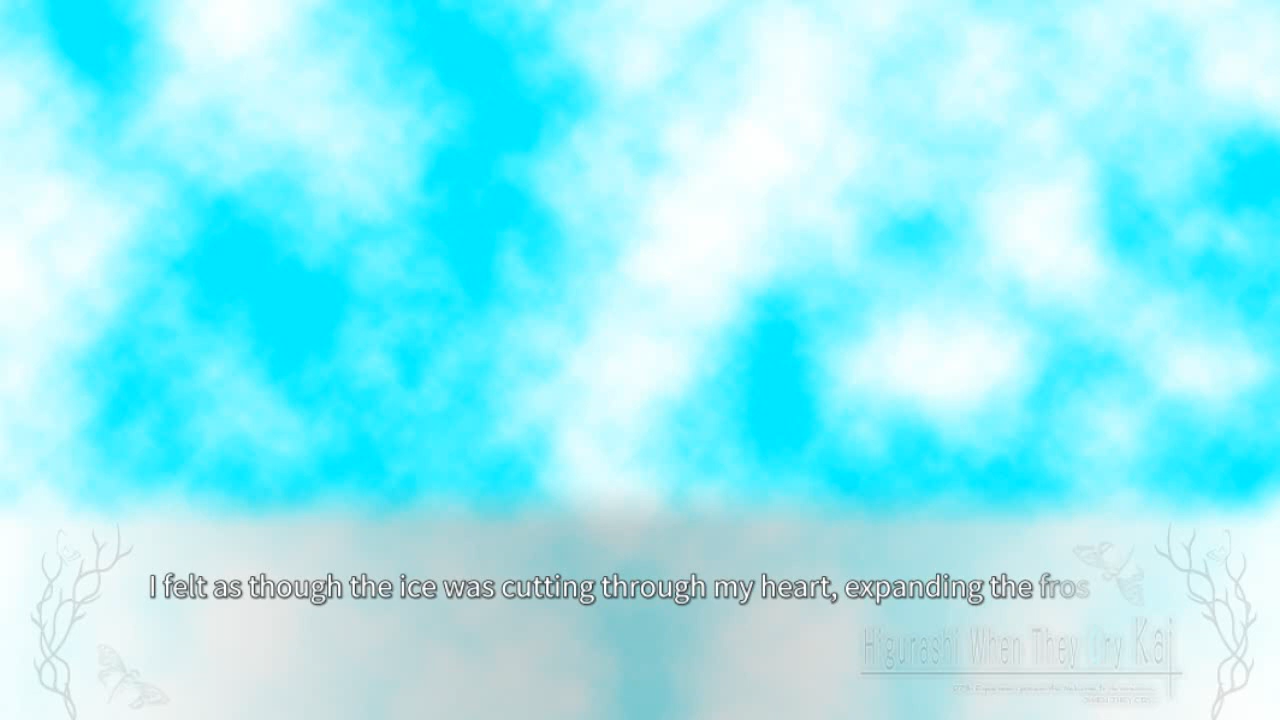 I felt as though the ice was cutting through my heart, expanding the fros
Higurashi When They Cry Kai